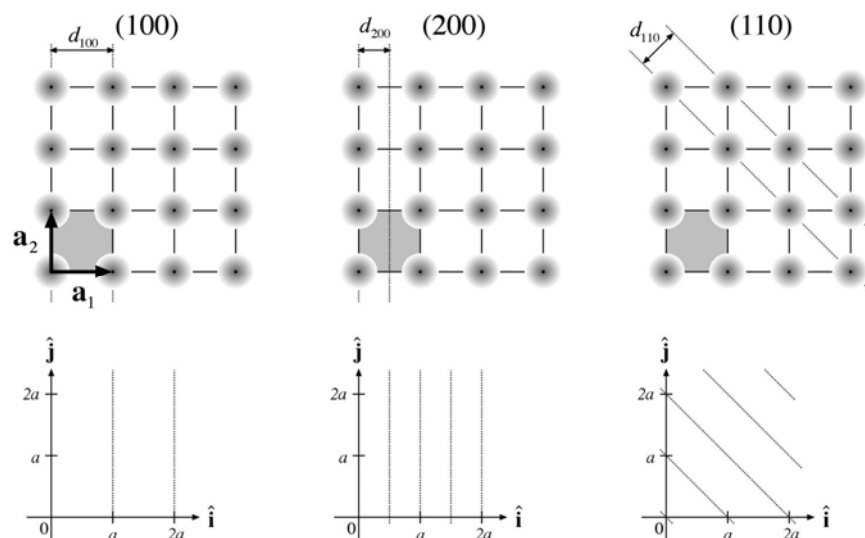 (100)
d₁₀₀
a₂
a₁
(200)
d₂₀₀
(110)
d₁₁₀
ĵ
2a
a
0
a
2a
î
ĵ
2a
a
0
a
2a
î
ĵ
2a
a
0
a
2a
î